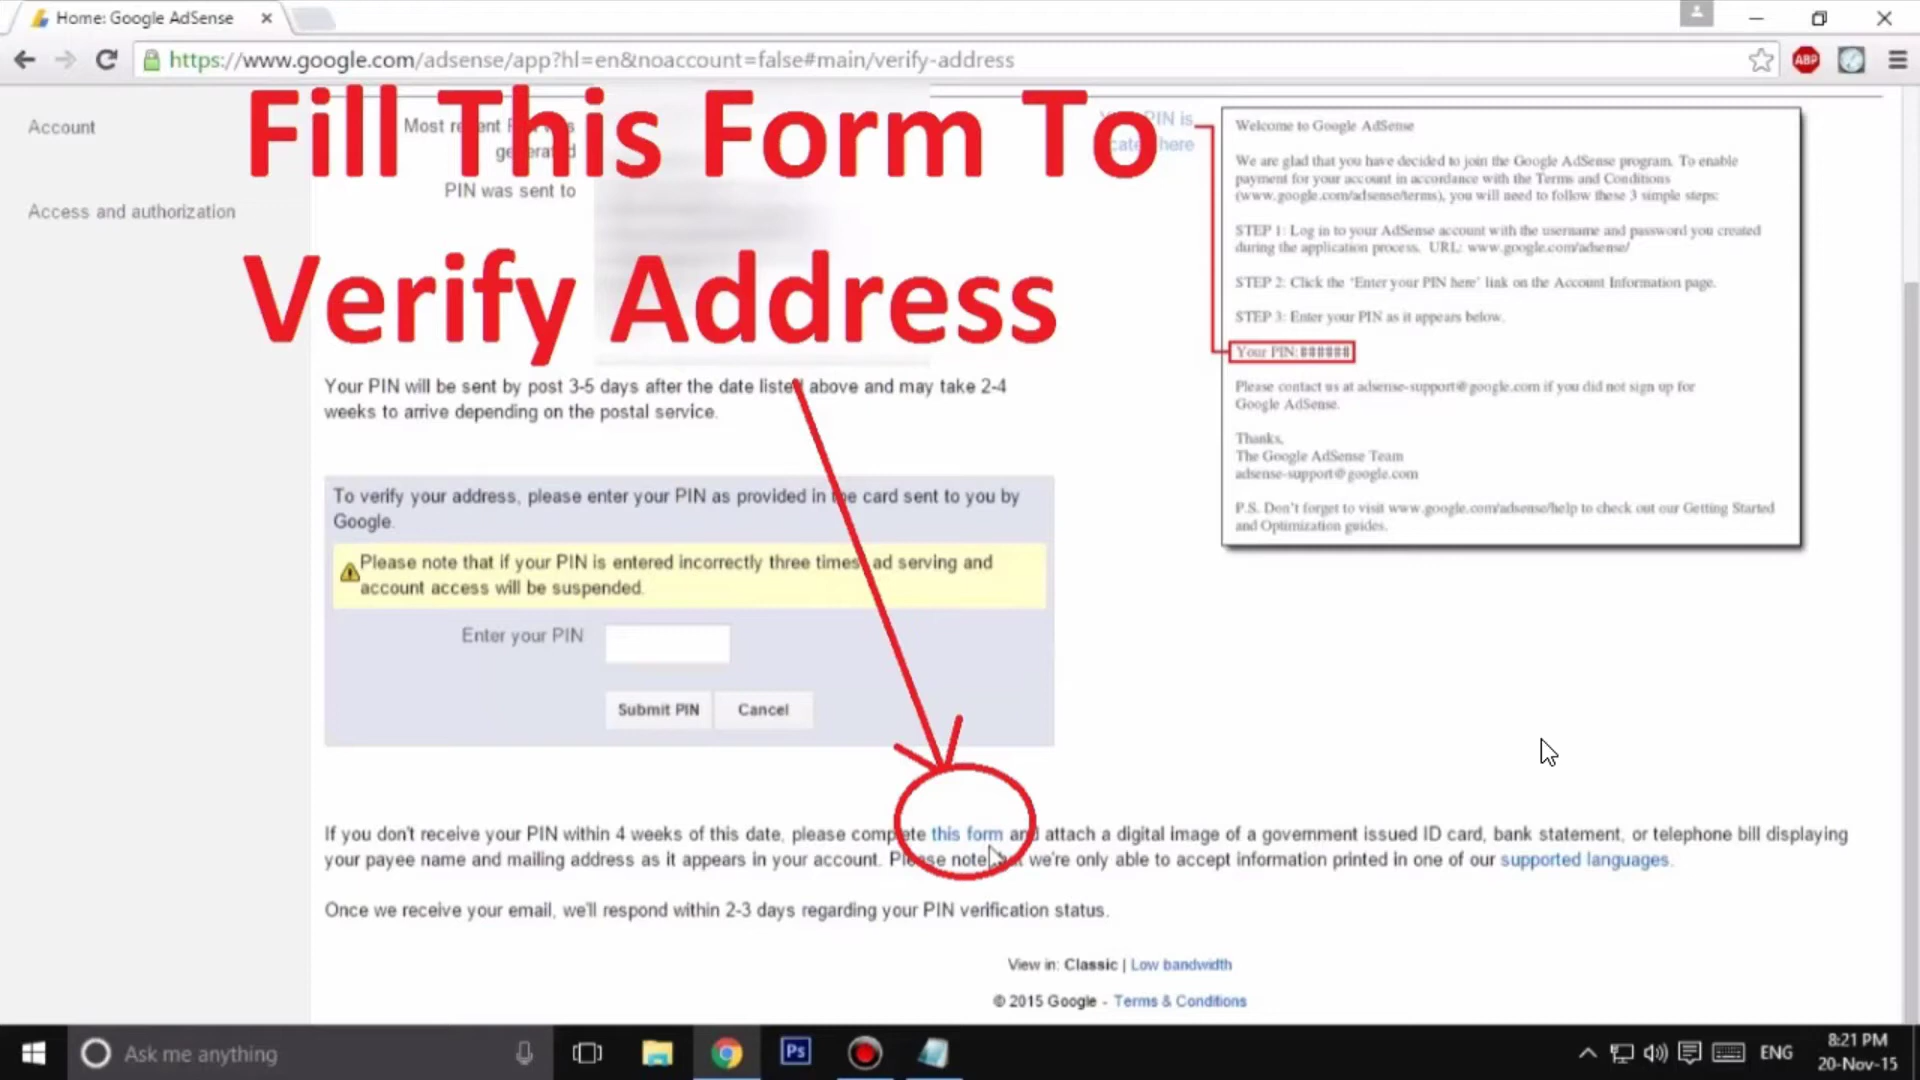 Home: Google AdSense
https://www.google.com/adsense/app?hl=en&noaccount=false#main/verify-address
ABP
Fill This Form To
Verify Address
Account
Access and authorization
Most
PIN was sent to
PIN is
here
Your PIN will be sent by post 3-5 days after the date listed above and may take 2-4
weeks to arrive depending on the postal service.
To verify your address, please enter your PIN as provided in the card sent to you by
Google.
Please note that if your PIN is entered incorrectly three times, ad serving and
account access will be suspended.
Enter your PIN
Submit PIN
Cancel
Welcome to Google AdSense
We are glad that you have decided to join the Google AdSense program. To enable
payment for your account in accordance with the Terms and Conditions
(www.google.com/adsense/terms), you will need to follow these 3 simple steps:
STEP 1: Log in to your AdSense account with the username and password you created
during the application process. URL: www.google.com/adsense/
STEP 2: Click the "Enter your PIN here" link on the Account Information page.
STEP 3: Enter your PIN as it appears below.
Your PIN: ######
Please contact us at adsense-support@google.com if you did not sign up for
Google AdSense.
Thanks,
The Google AdSense Team
adsense-support@google.com
P.S. Don't forget to visit www.google.com/adsense/help to check out our Getting Started
and Optimization guides.
If you don't receive your PIN within 4 weeks of this date, please complete this form and attach a digital image of a government issued ID card, bank statement, or telephone bill displaying
your payee name and mailing address as it appears in your account. Please note we're only able to accept information printed in one of our supported languages.
Once we receive your email, we'll respond within 2-3 days regarding your PIN verification status.
View in: Classic | Low bandwidth
© 2015 Google - Terms & Conditions
Ask me anything
Ps
ENG
8:21 PM
20-Nov-15